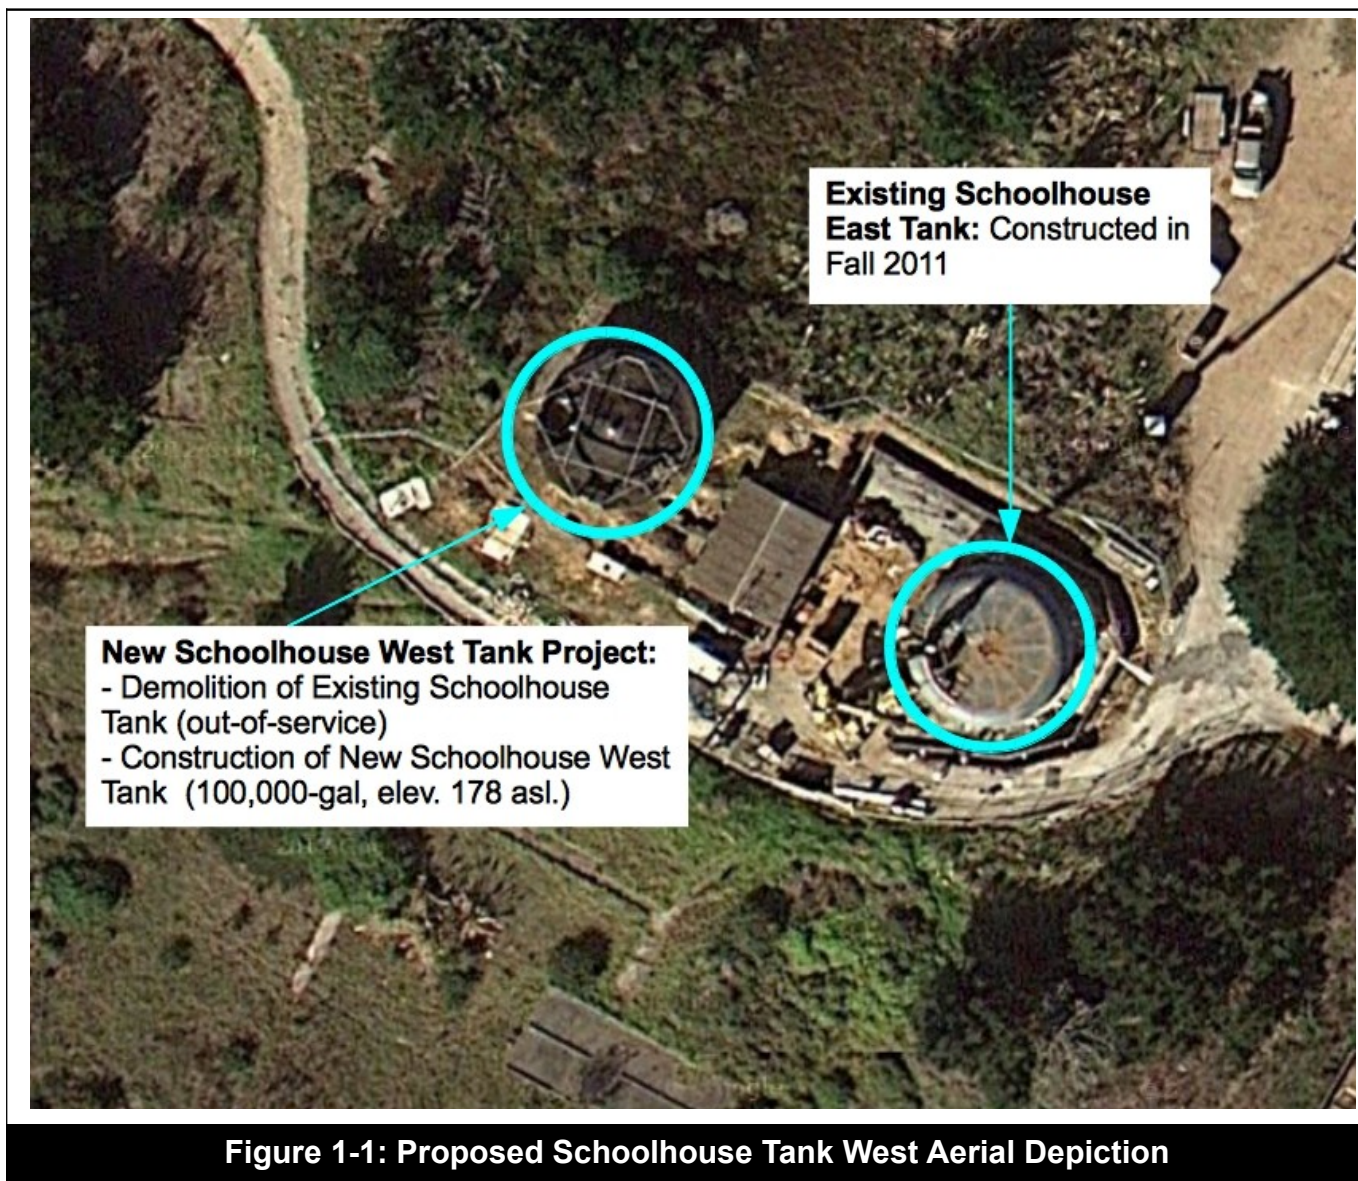 Existing Schoolhouse
East Tank: Constructed in
Fall 2011
New Schoolhouse West Tank Project:
- Demolition of Existing Schoolhouse
Tank (out-of-service)
- Construction of New Schoolhouse West
Tank (100,000-gal, elev. 178 asl.)
Figure 1-1: Proposed Schoolhouse Tank West Aerial Depiction